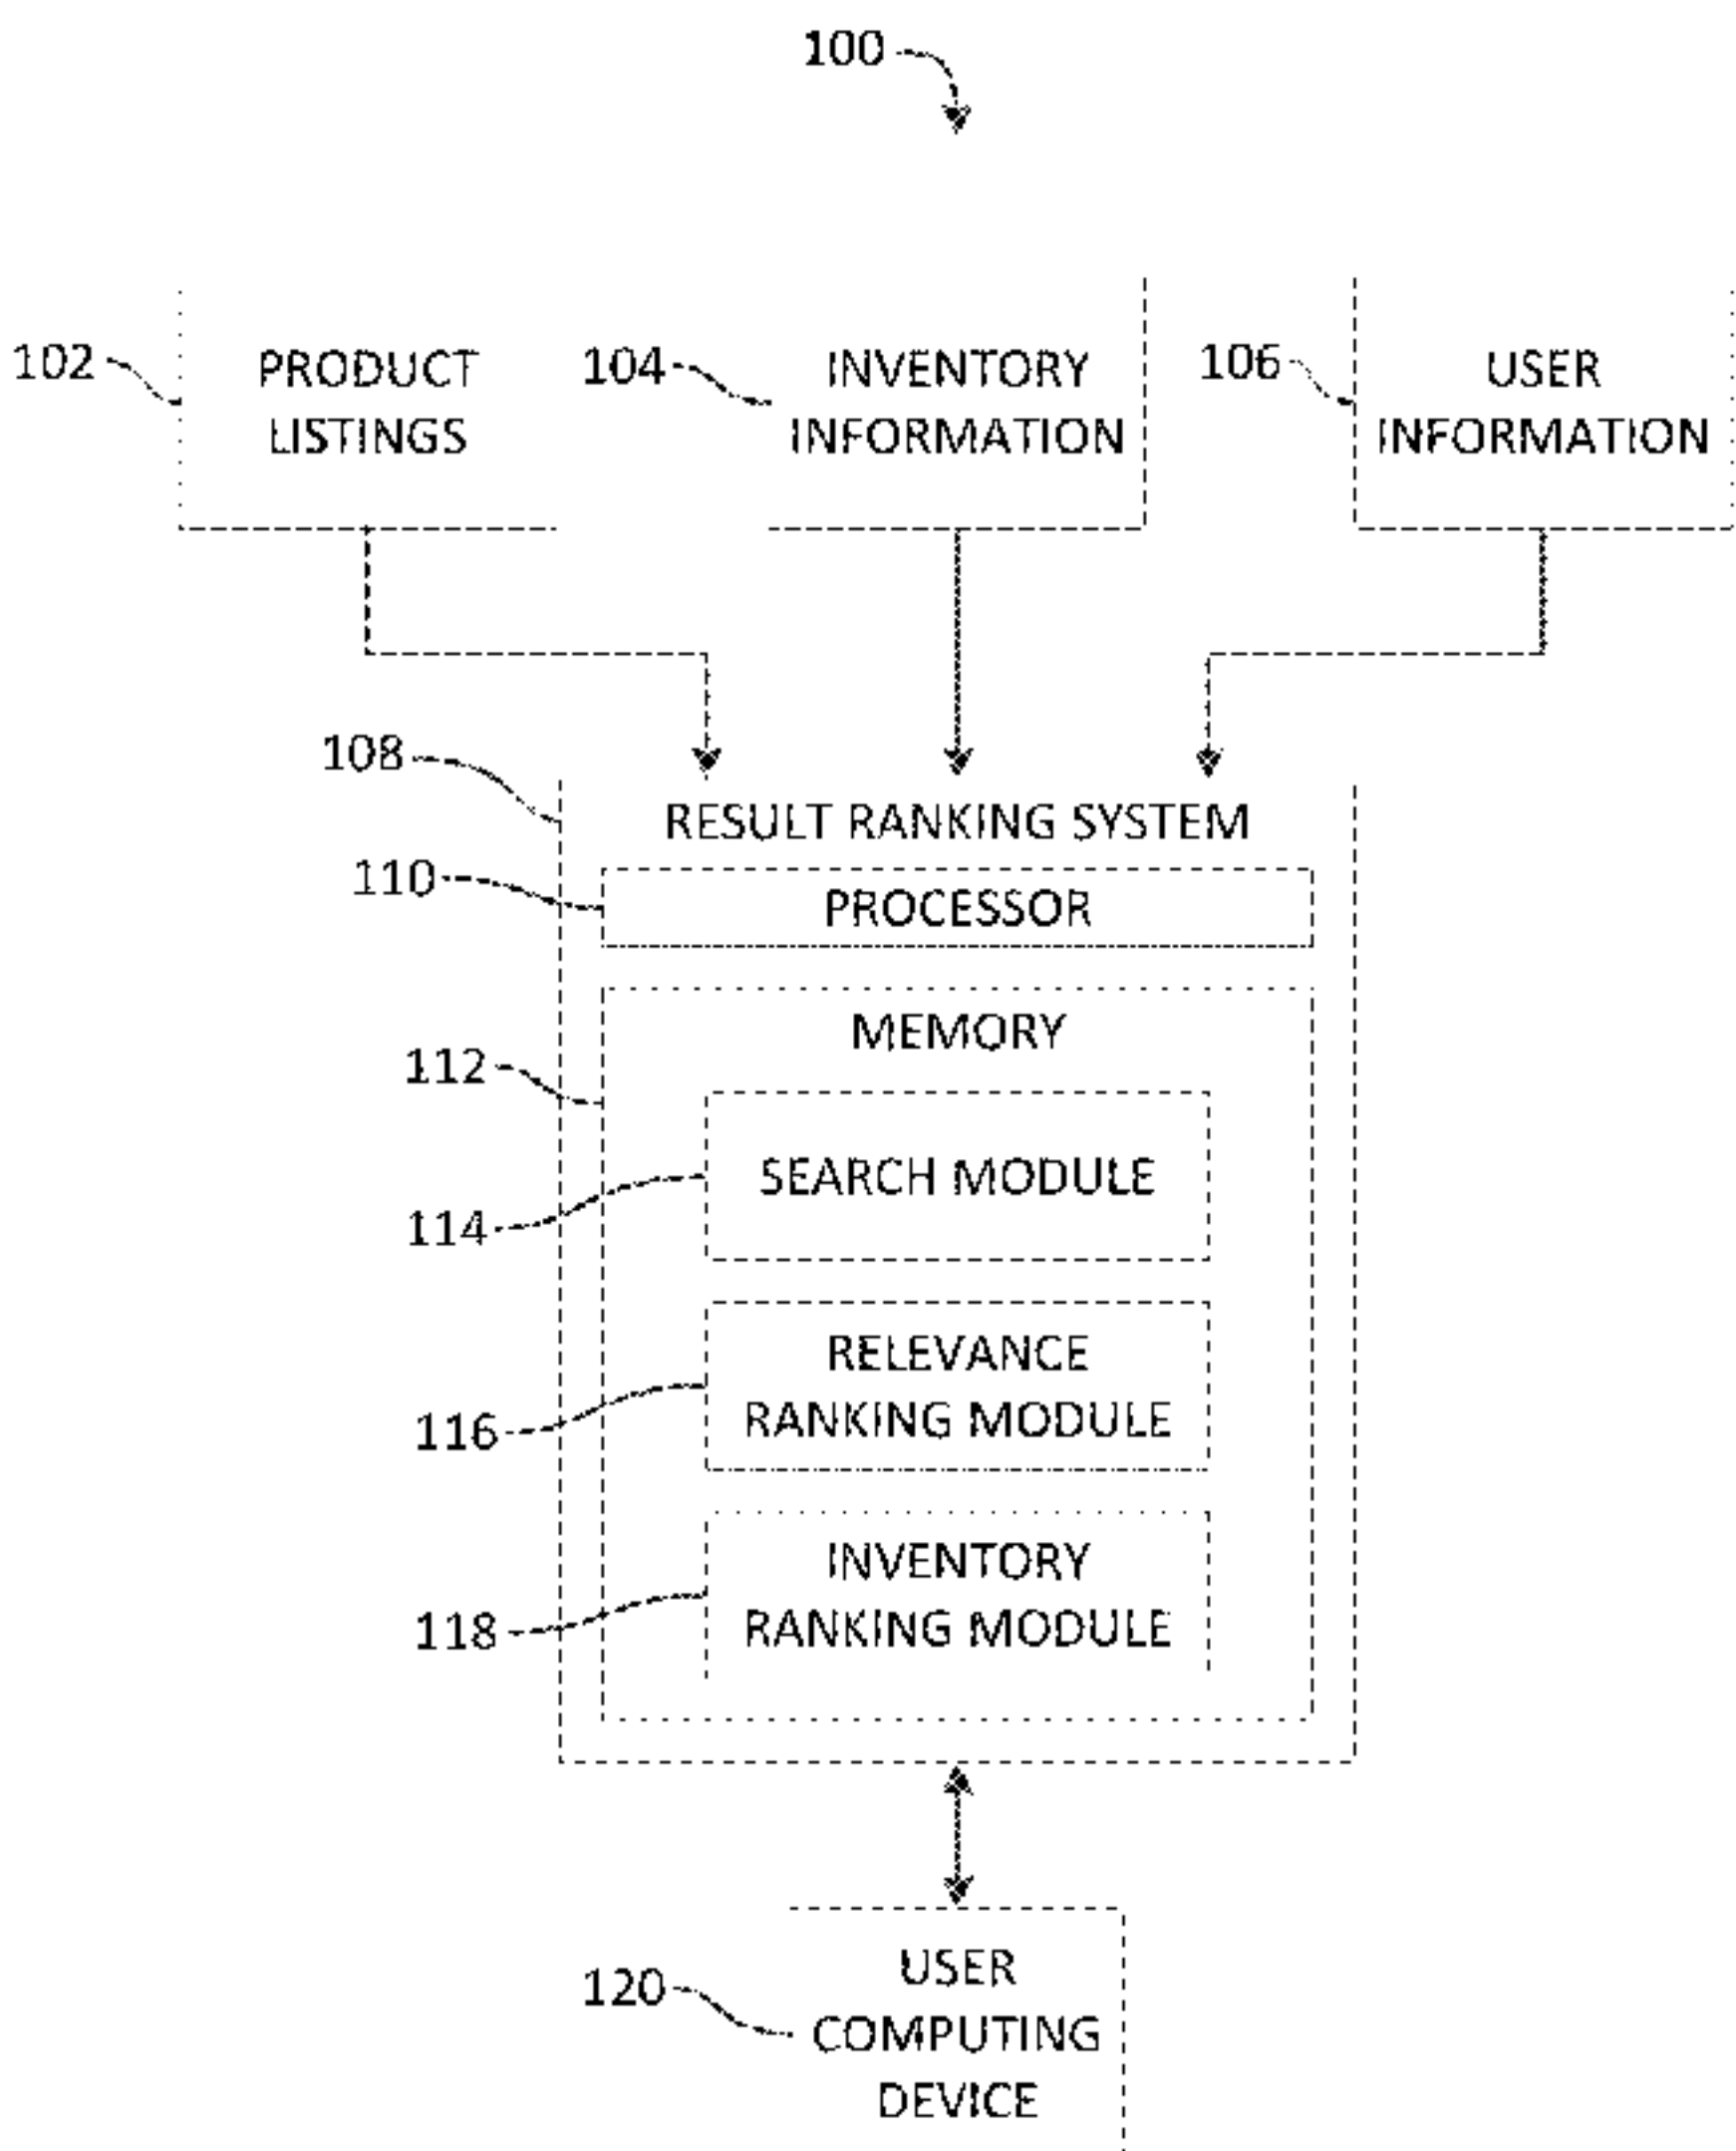 100
102
PRODUCT
LISTINGS
104
INVENTORY
INFORMATION
106
USER
INFORMATION
108
RESULT RANKING SYSTEM
110
PROCESSOR
MEMORY
112
SEARCH MODULE
114
RELEVANCE
RANKING MODULE
116
INVENTORY
RANKING MODULE
118
USER
COMPUTING
DEVICE
120